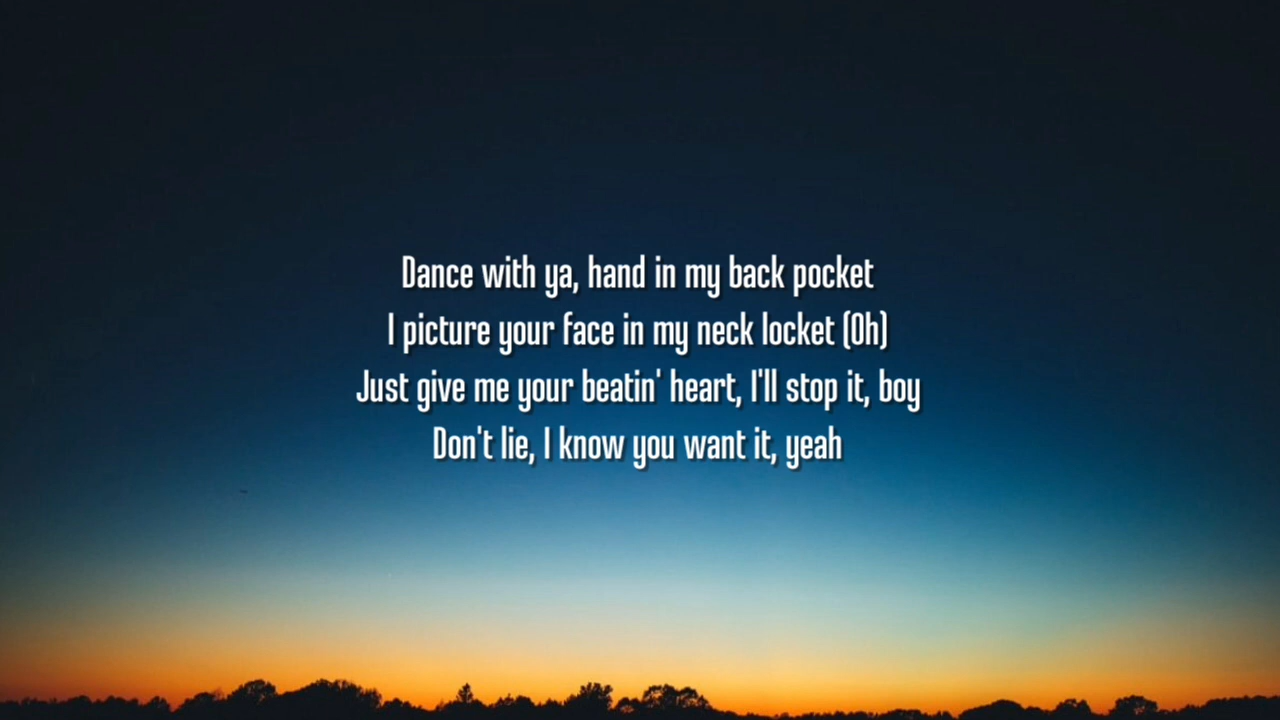 Dance with ya, hand in my back pocket
I picture your face in my neck locket (Oh)
Just give me your beatin' heart, I'll stop it, boy
Don't lie, I know you want it, yeah